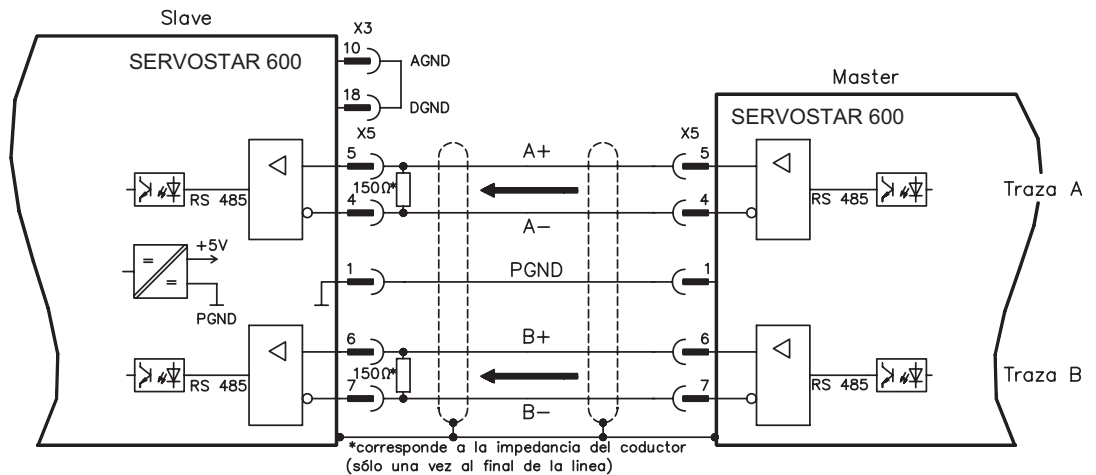 Slave
SERVOSTAR 600
X3
10
AGND
18
DGND
X5
5
4
150Ω*
RS 485
+5V
=
=
PGND
1
6
7
150Ω*
RS 485
A+
A-
PGND
B+
B-
Master
SERVOSTAR 600
X5
5
4
RS 485
Traza A
1
6
7
RS 485
Traza B
*corresponde a la impedancia del coductor
(sólo una vez al final de la linea)